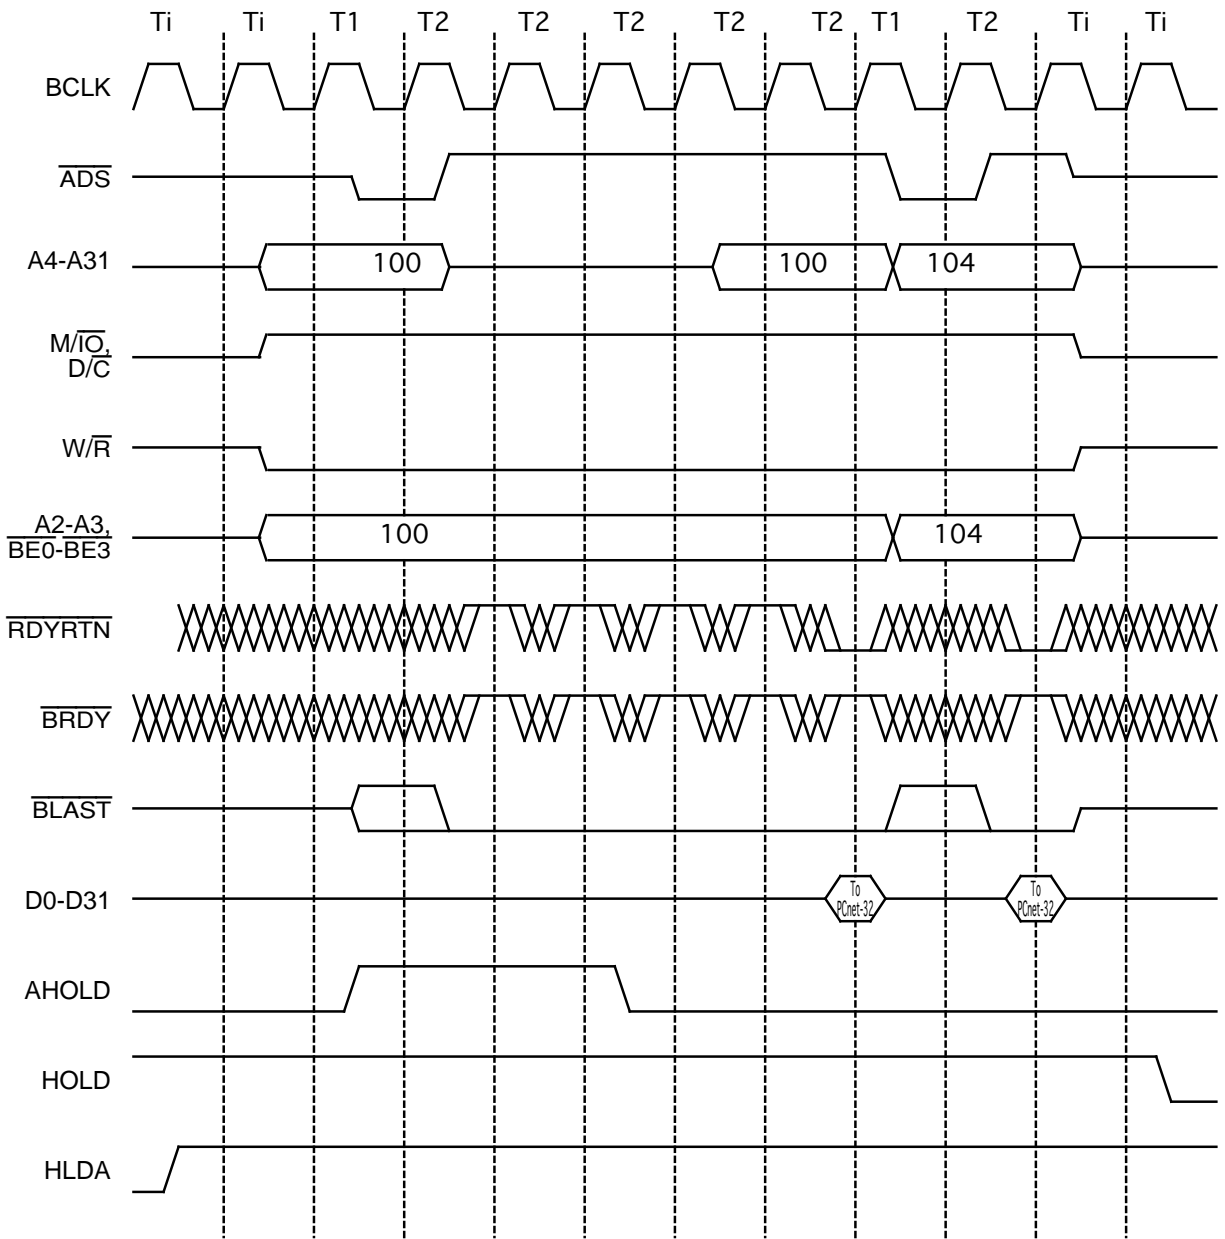 Ti Ti T1 T2 T2 T2 T2 T2 T1 T2 Ti Ti
BCLK
ADS
A4-A31 100 100 104
M/IO,
D/C
W/R
A2-A3,
BE0-BE3 100 104
RDYRTN
BRDY
BLAST
D0-D31 To PCnet-32 To PCnet-32
AHOLD
HOLD
HLDA